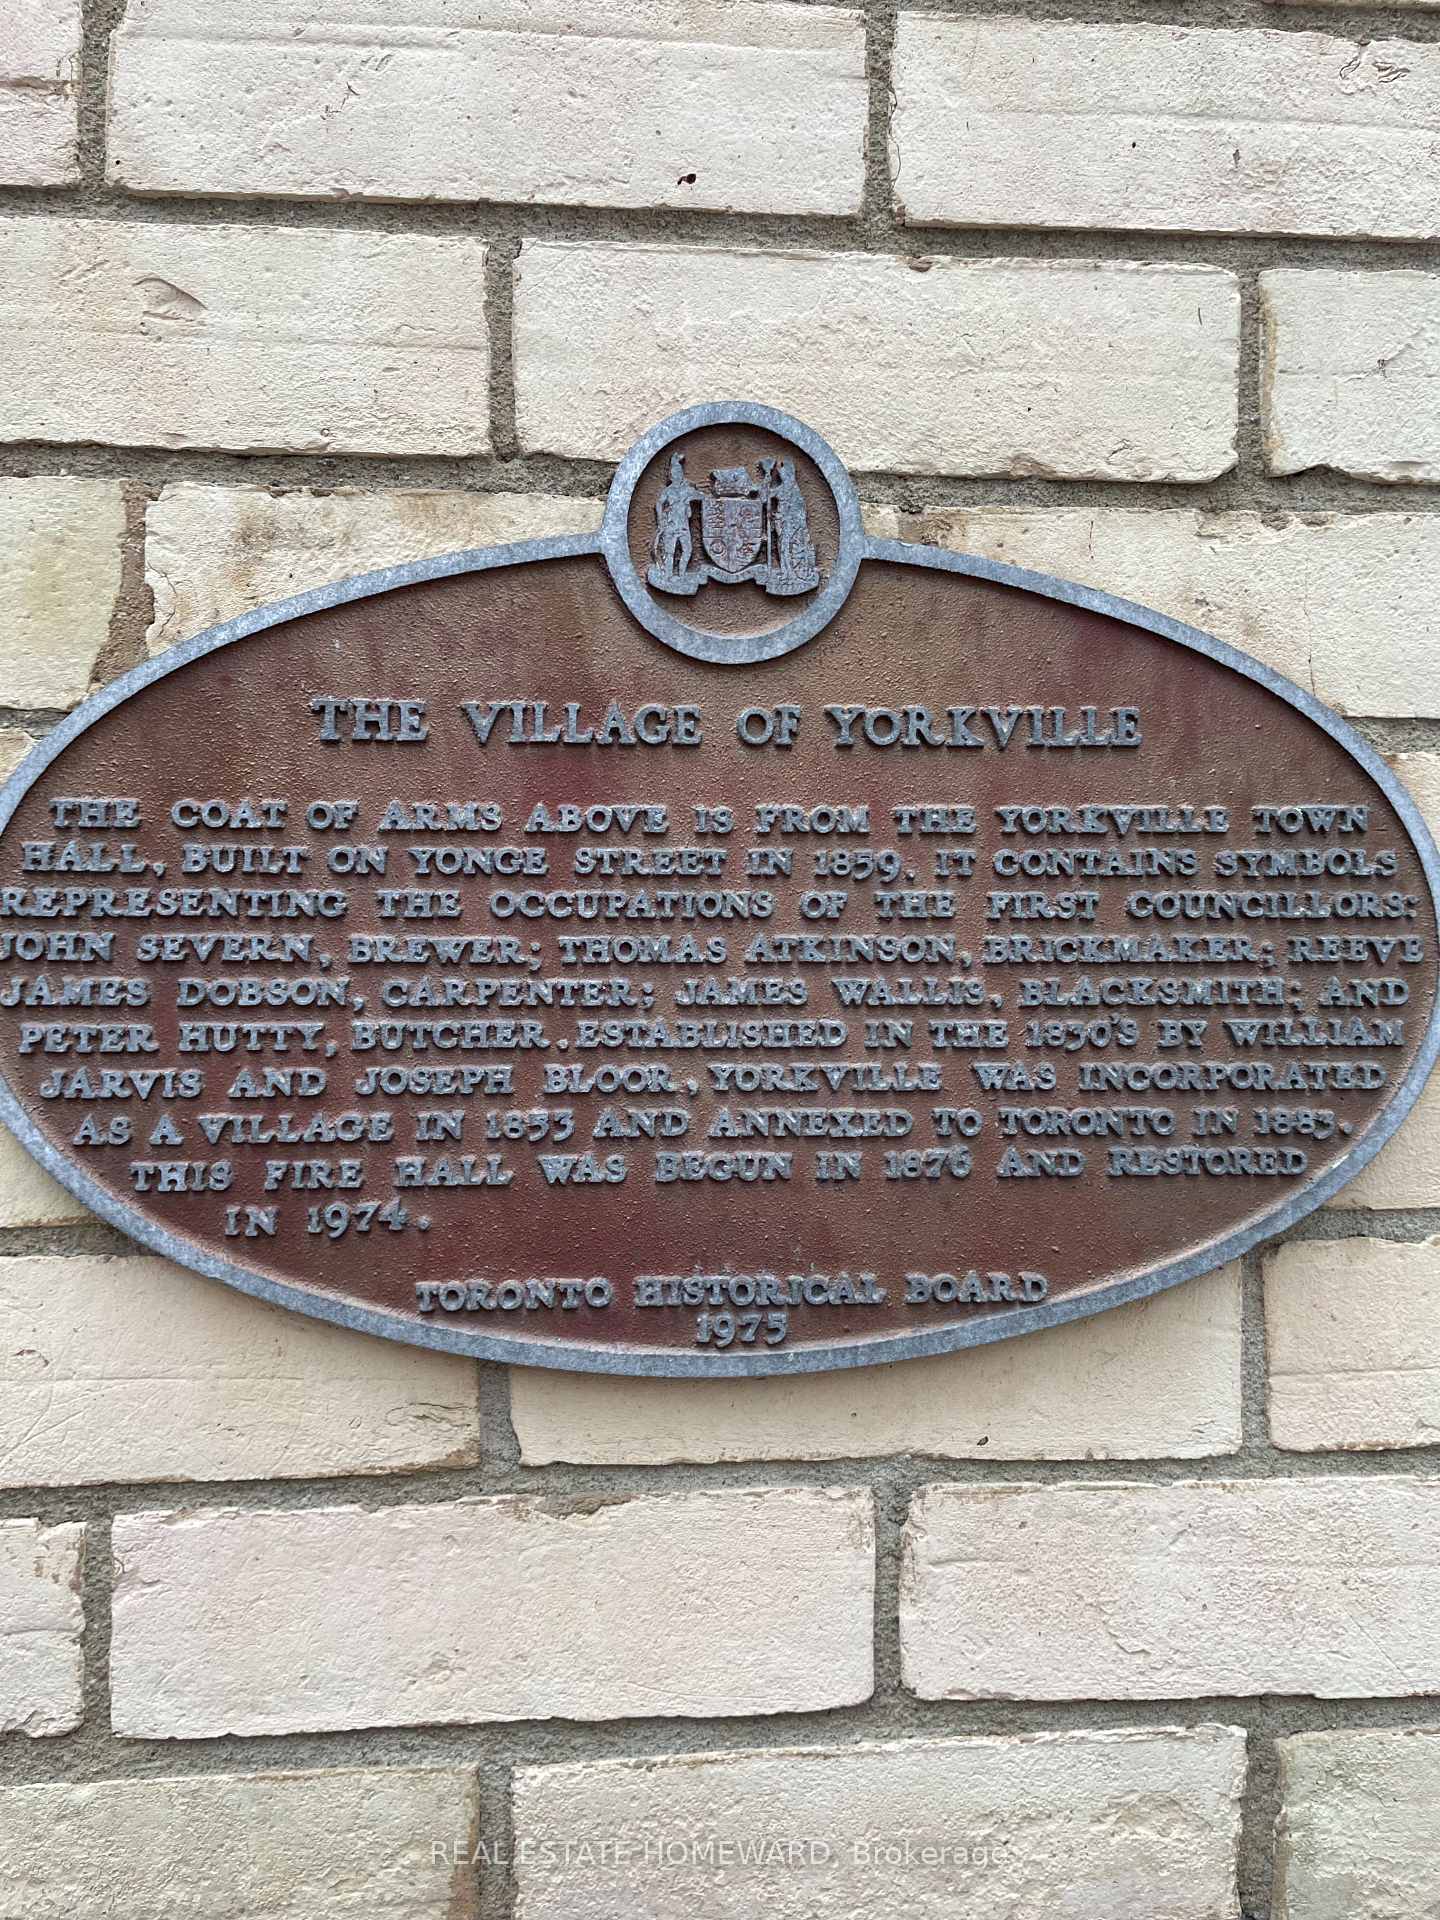 THE VILLAGE OF YORKVILLE
THE COAT OF ARMS ABOVE IS FROM THE YORKVILLE TOWN
HALL, BUILT ON YONGE STREET IN 1859. IT CONTAINS SYMBOLS
REPRESENTING THE OCCUPATIONS OF THE FIRST COUNCILLORS:
JOHN SEVERN, BREWER; THOMAS ATKINSON, BRICKMAKER; REEVE
JAMES DOBSON, CARPENTER; JAMES WALLIS, BLACKSMITH; AND
PETER HUTTY, BUTCHER. ESTABLISHED IN THE 1830'S BY WILLIAM
JARVIS AND JOSEPH BLOOR, YORKVILLE WAS INCORPORATED
AS A VILLAGE IN 1853 AND ANNEXED TO TORONTO IN 1883.
THIS FIRE HALL WAS BEGUN IN 1876 AND RESTORED
IN 1974.
TORONTO HISTORICAL BOARD
1975
REAL ESTATE HOMEWARD, Brokerage